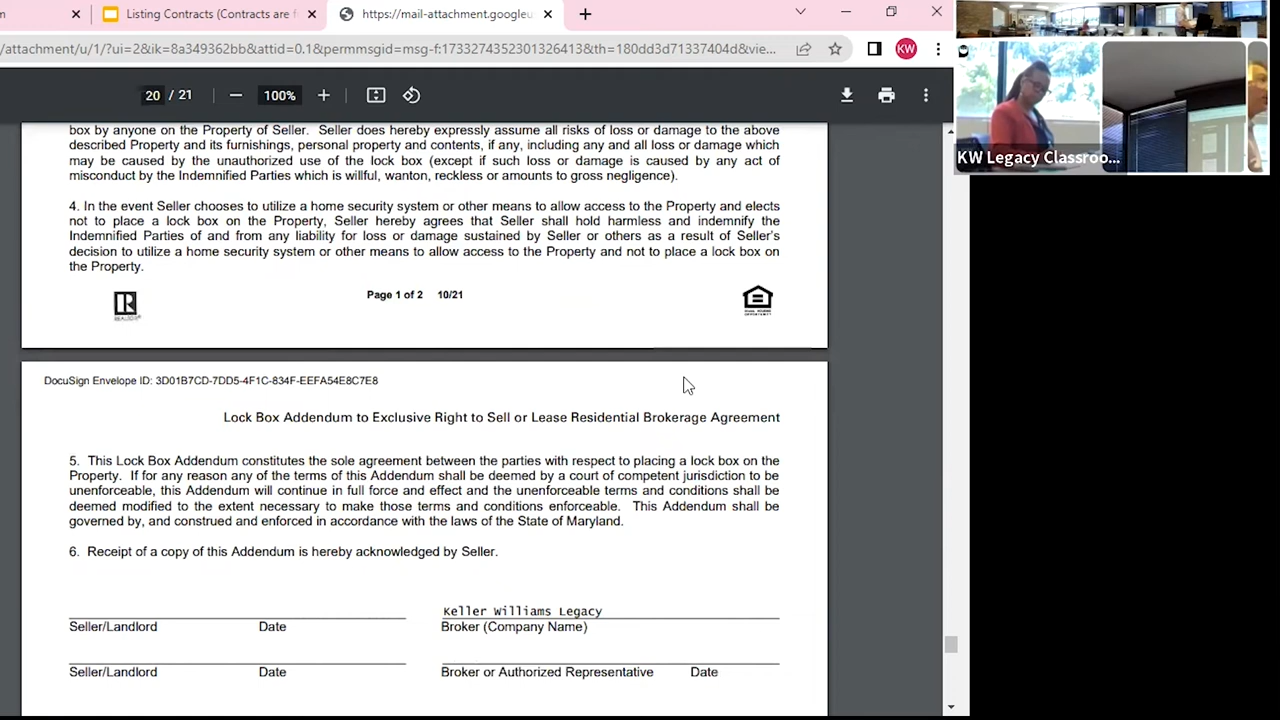 m
Listing Contracts (Contracts are f
https://mail-attachment.googleu
/attachment/u/1/?ui=2&ik=8a349362bb&attid=0.1&permmsgid=msg-f:1733274352301326413&th=180dd3d71337404d&vie...
KW
20 / 21
100%
KW Legacy Classroo...
box by anyone on the Property of Seller. Seller does hereby expressly assume all risks of loss or damage to the above
described Property and its furnishings, personal property and contents, if any, including any and all loss or damage which
may be caused by the unauthorized use of the lock box (except if such loss or damage is caused by any act of
misconduct by the Indemnified Parties which is willful, wanton, reckless or amounts to gross negligence).
4. In the event Seller chooses to utilize a home security system or other means to allow access to the Property and elects
not to place a lock box on the Property, Seller hereby agrees that Seller shall hold harmless and indemnify the
Indemnified Parties of and from any liability for loss or damage sustained by Seller or others as a result of Seller's
decision to utilize a home security system or other means to allow access to the Property and not to place a lock box on
the Property.
Page 1 of 2 10/21
R
REALTOR®
DocuSign Envelope ID: 3D01B7CD-7DD5-4F1C-834F-EEFA54E8C7E8
Lock Box Addendum to Exclusive Right to Sell or Lease Residential Brokerage Agreement
5. This Lock Box Addendum constitutes the sole agreement between the parties with respect to placing a lock box on the
Property. If for any reason any of the terms of this Addendum shall be deemed by a court of competent jurisdiction to be
unenforceable, this Addendum will continue in full force and effect and the unenforceable terms and conditions shall be
deemed modified to the extent necessary to make those terms and conditions enforceable. This Addendum shall be
governed by, and construed and enforced in accordance with the laws of the State of Maryland.
6. Receipt of a copy of this Addendum is hereby acknowledged by Seller.
Keller Williams Legacy
Seller/Landlord Date Broker (Company Name)
Seller/Landlord Date Broker or Authorized Representative Date